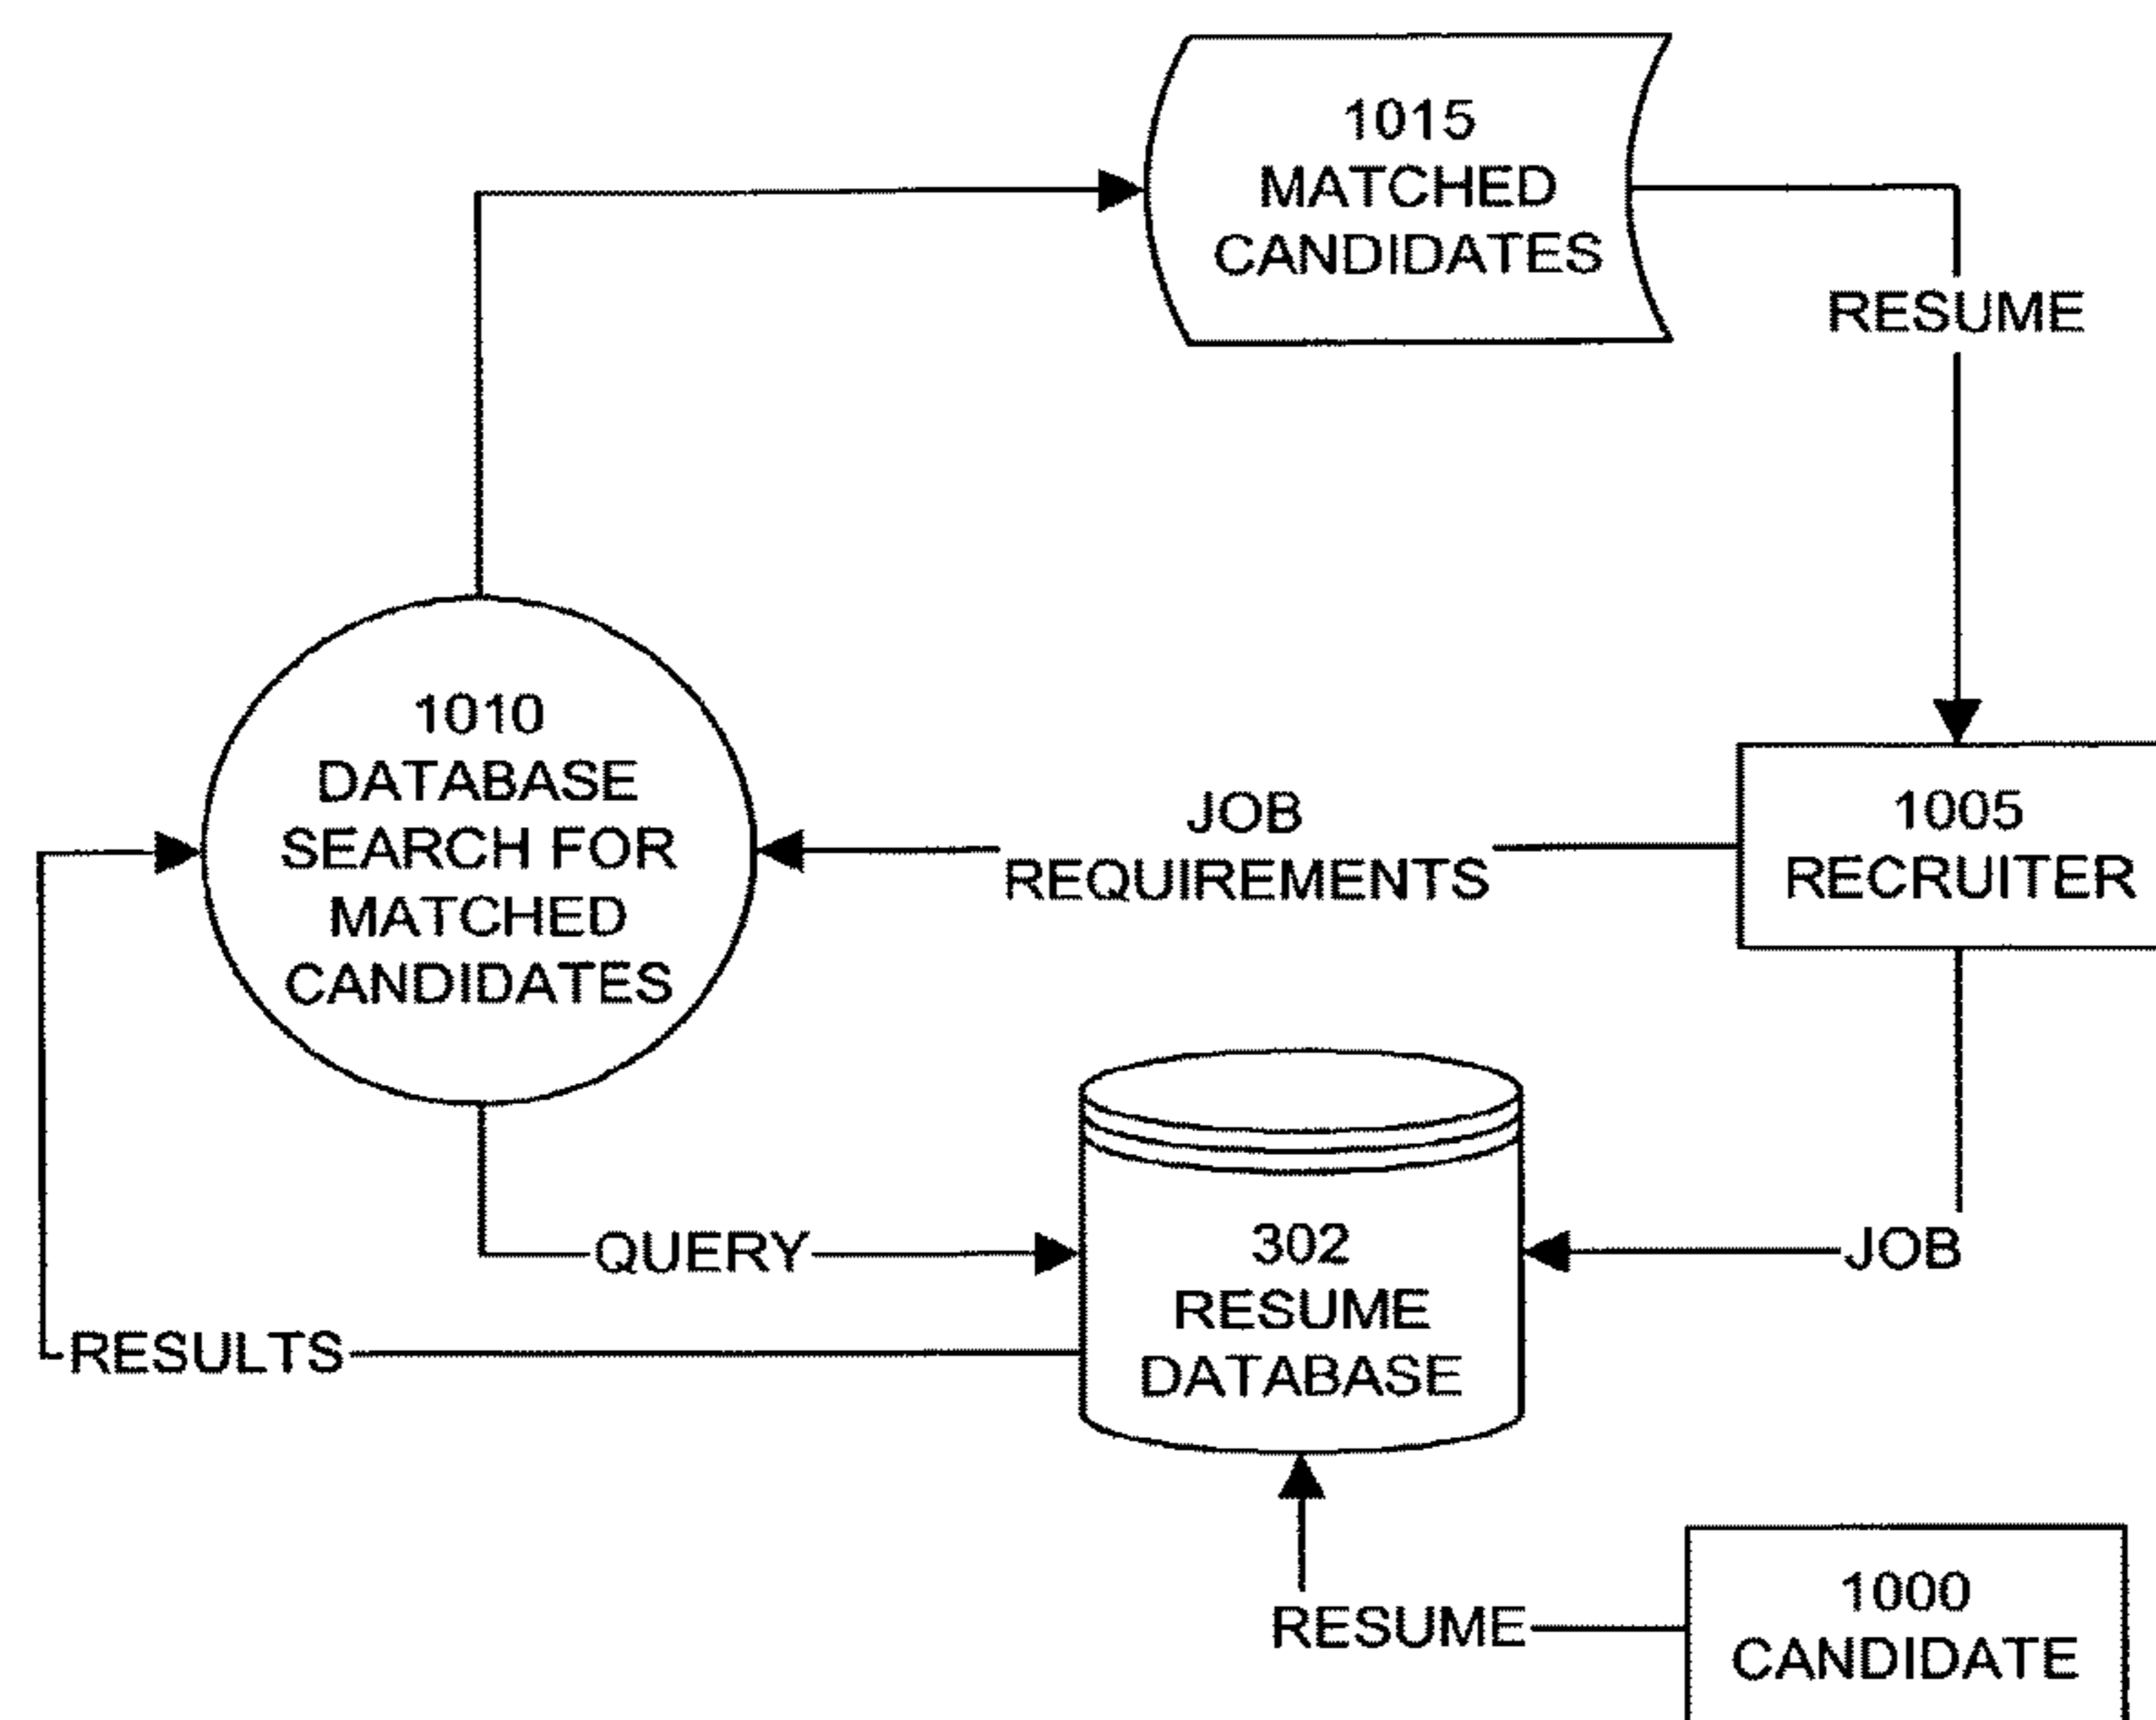 1015
MATCHED
CANDIDATES
RESUME
1010
DATABASE
SEARCH FOR
MATCHED
CANDIDATES
JOB
REQUIREMENTS
1005
RECRUITER
QUERY
302
RESUME
DATABASE
JOB
RESULTS
RESUME
1000
CANDIDATE